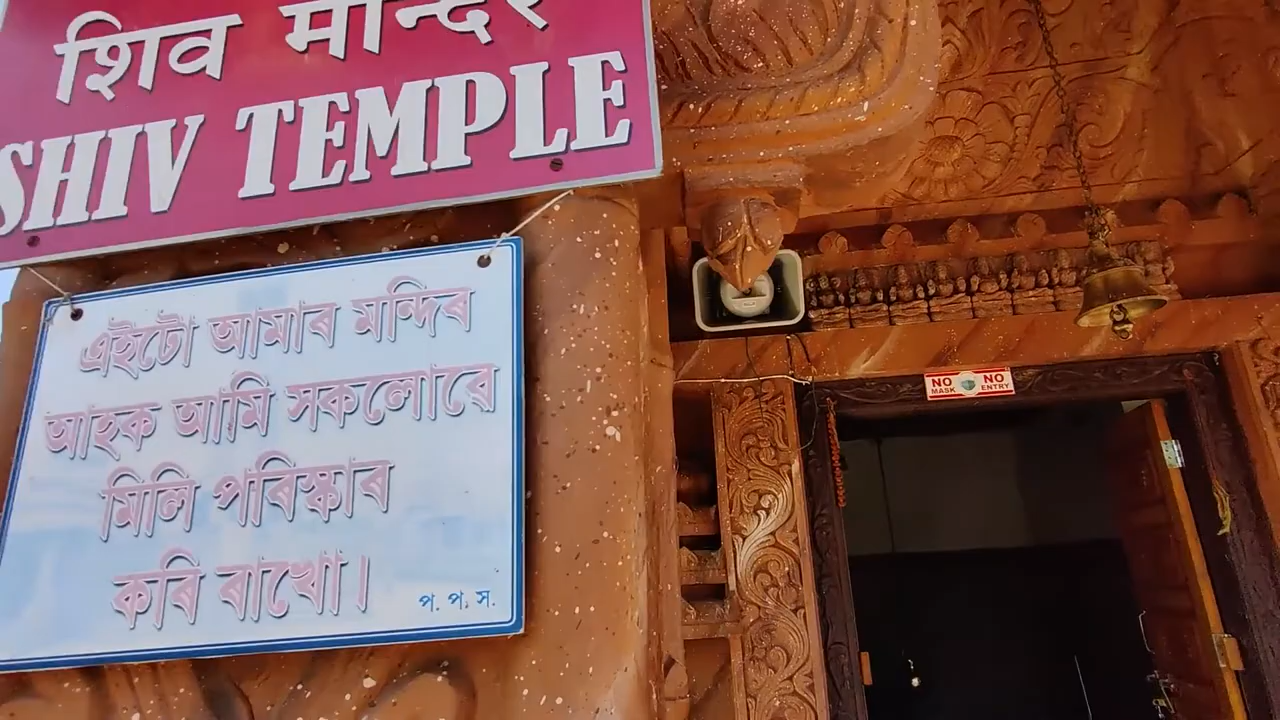 शिव मन्दिर
SHIV TEMPLE
এইটো আমাৰ মন্দিৰ
আহক আমি সকলোৱে
মিলি পৰিস্কাৰ
কৰি ৰাখো।
প. প. স.
NO MASK NO ENTRY